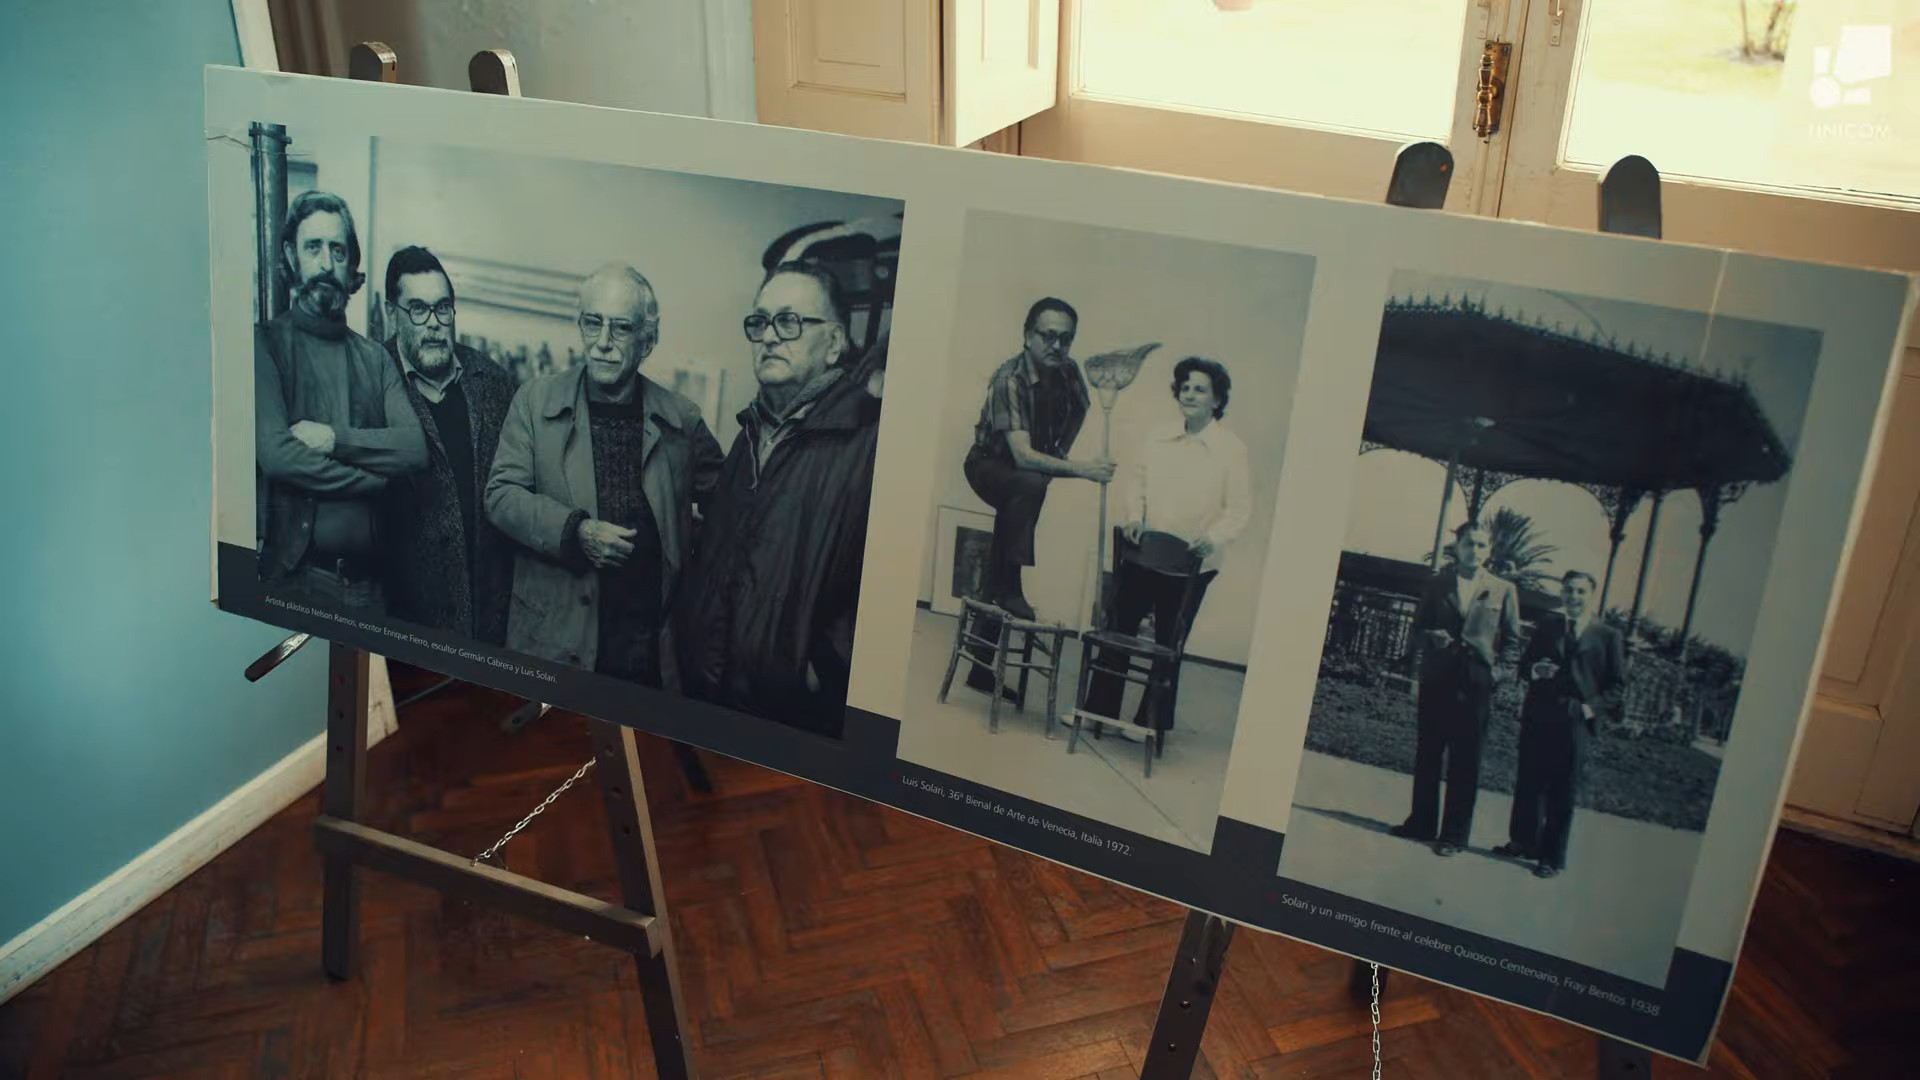 Artista plástico Nelson Ramos, escritor Enrique Fierro, escultor Germán Cabrera y Luis Solari.
Luis Solari, 36ª Bienal de Arte de Venecia, Italia 1972.
Solari y un amigo frente al celebre Quiosco Centenario, Fray Bentos 1938
UNICOM